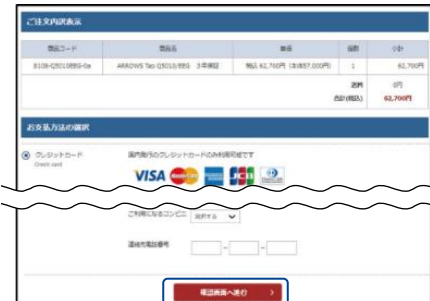 ご注文内訳表示
商品コード 商品名 単価 個数 小計
ARROWS Tab Q5010/BBG 3年保証 税込 62,700円 (本体57,000円) 1 62,700円
送料 0円
合計(税込) 62,700円
お支払方法の選択
クレジットカード 国内発行のクレジットカードのみ利用可能です
Credit card
VISA MasterCard JCB
ご利用になるコンビニ 選択する
連絡先電話番号 - -
確認画面へ進む